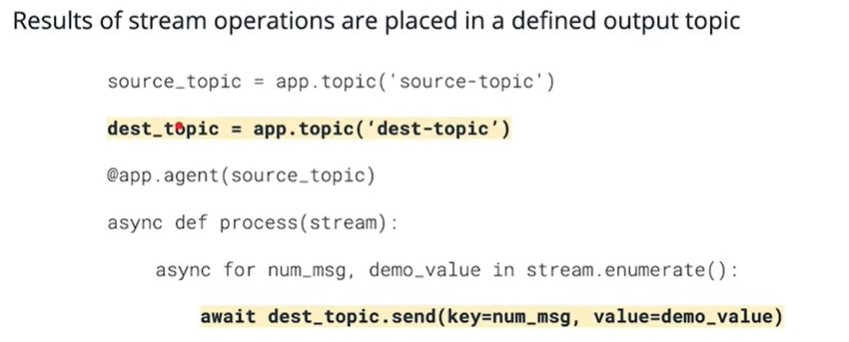 Results of stream operations are placed in a defined output topic
source_topic = app.topic('source-topic')
dest_topic = app.topic(‘dest-topic’)
@app.agent(source_topic)
async def process(stream):
async for num_msg, demo_value in stream.enumerate():
await dest_topic.send(key=num_msg, value=demo_value)